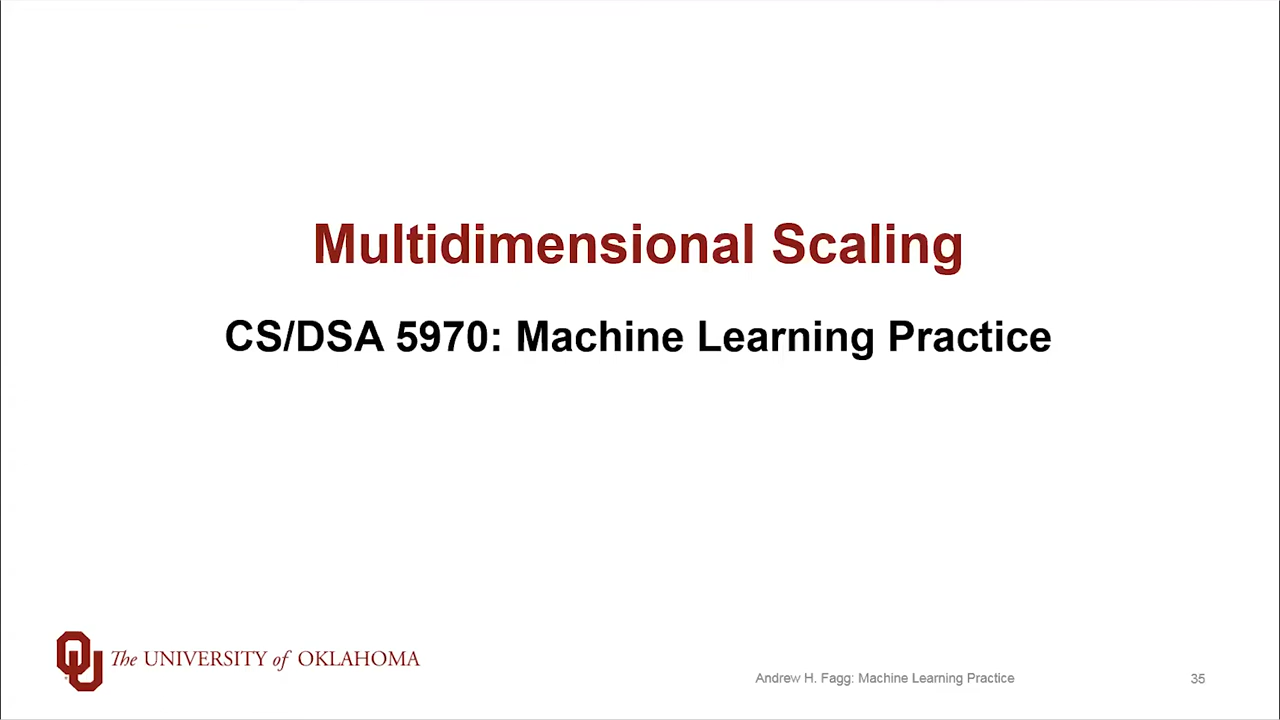 Multidimensional Scaling
CS/DSA 5970: Machine Learning Practice
The UNIVERSITY of OKLAHOMA
Andrew H. Fagg: Machine Learning Practice
35